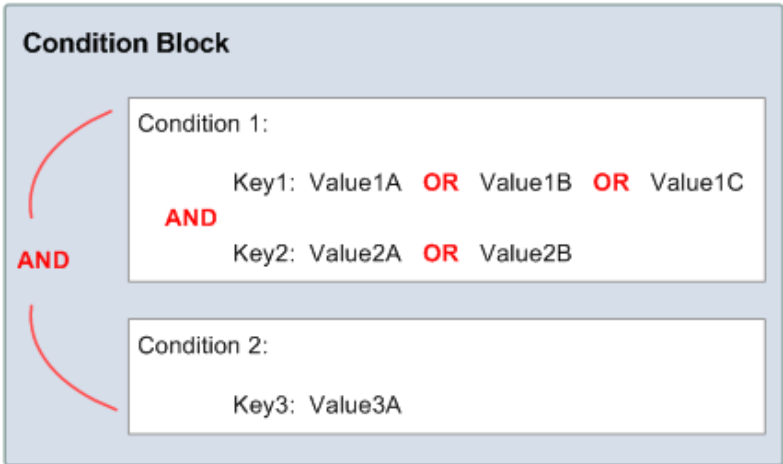 Condition Block
Condition 1:
Key1: Value1A OR Value1B OR Value1C
AND
Key2: Value2A OR Value2B
AND
Condition 2:
Key3: Value3A